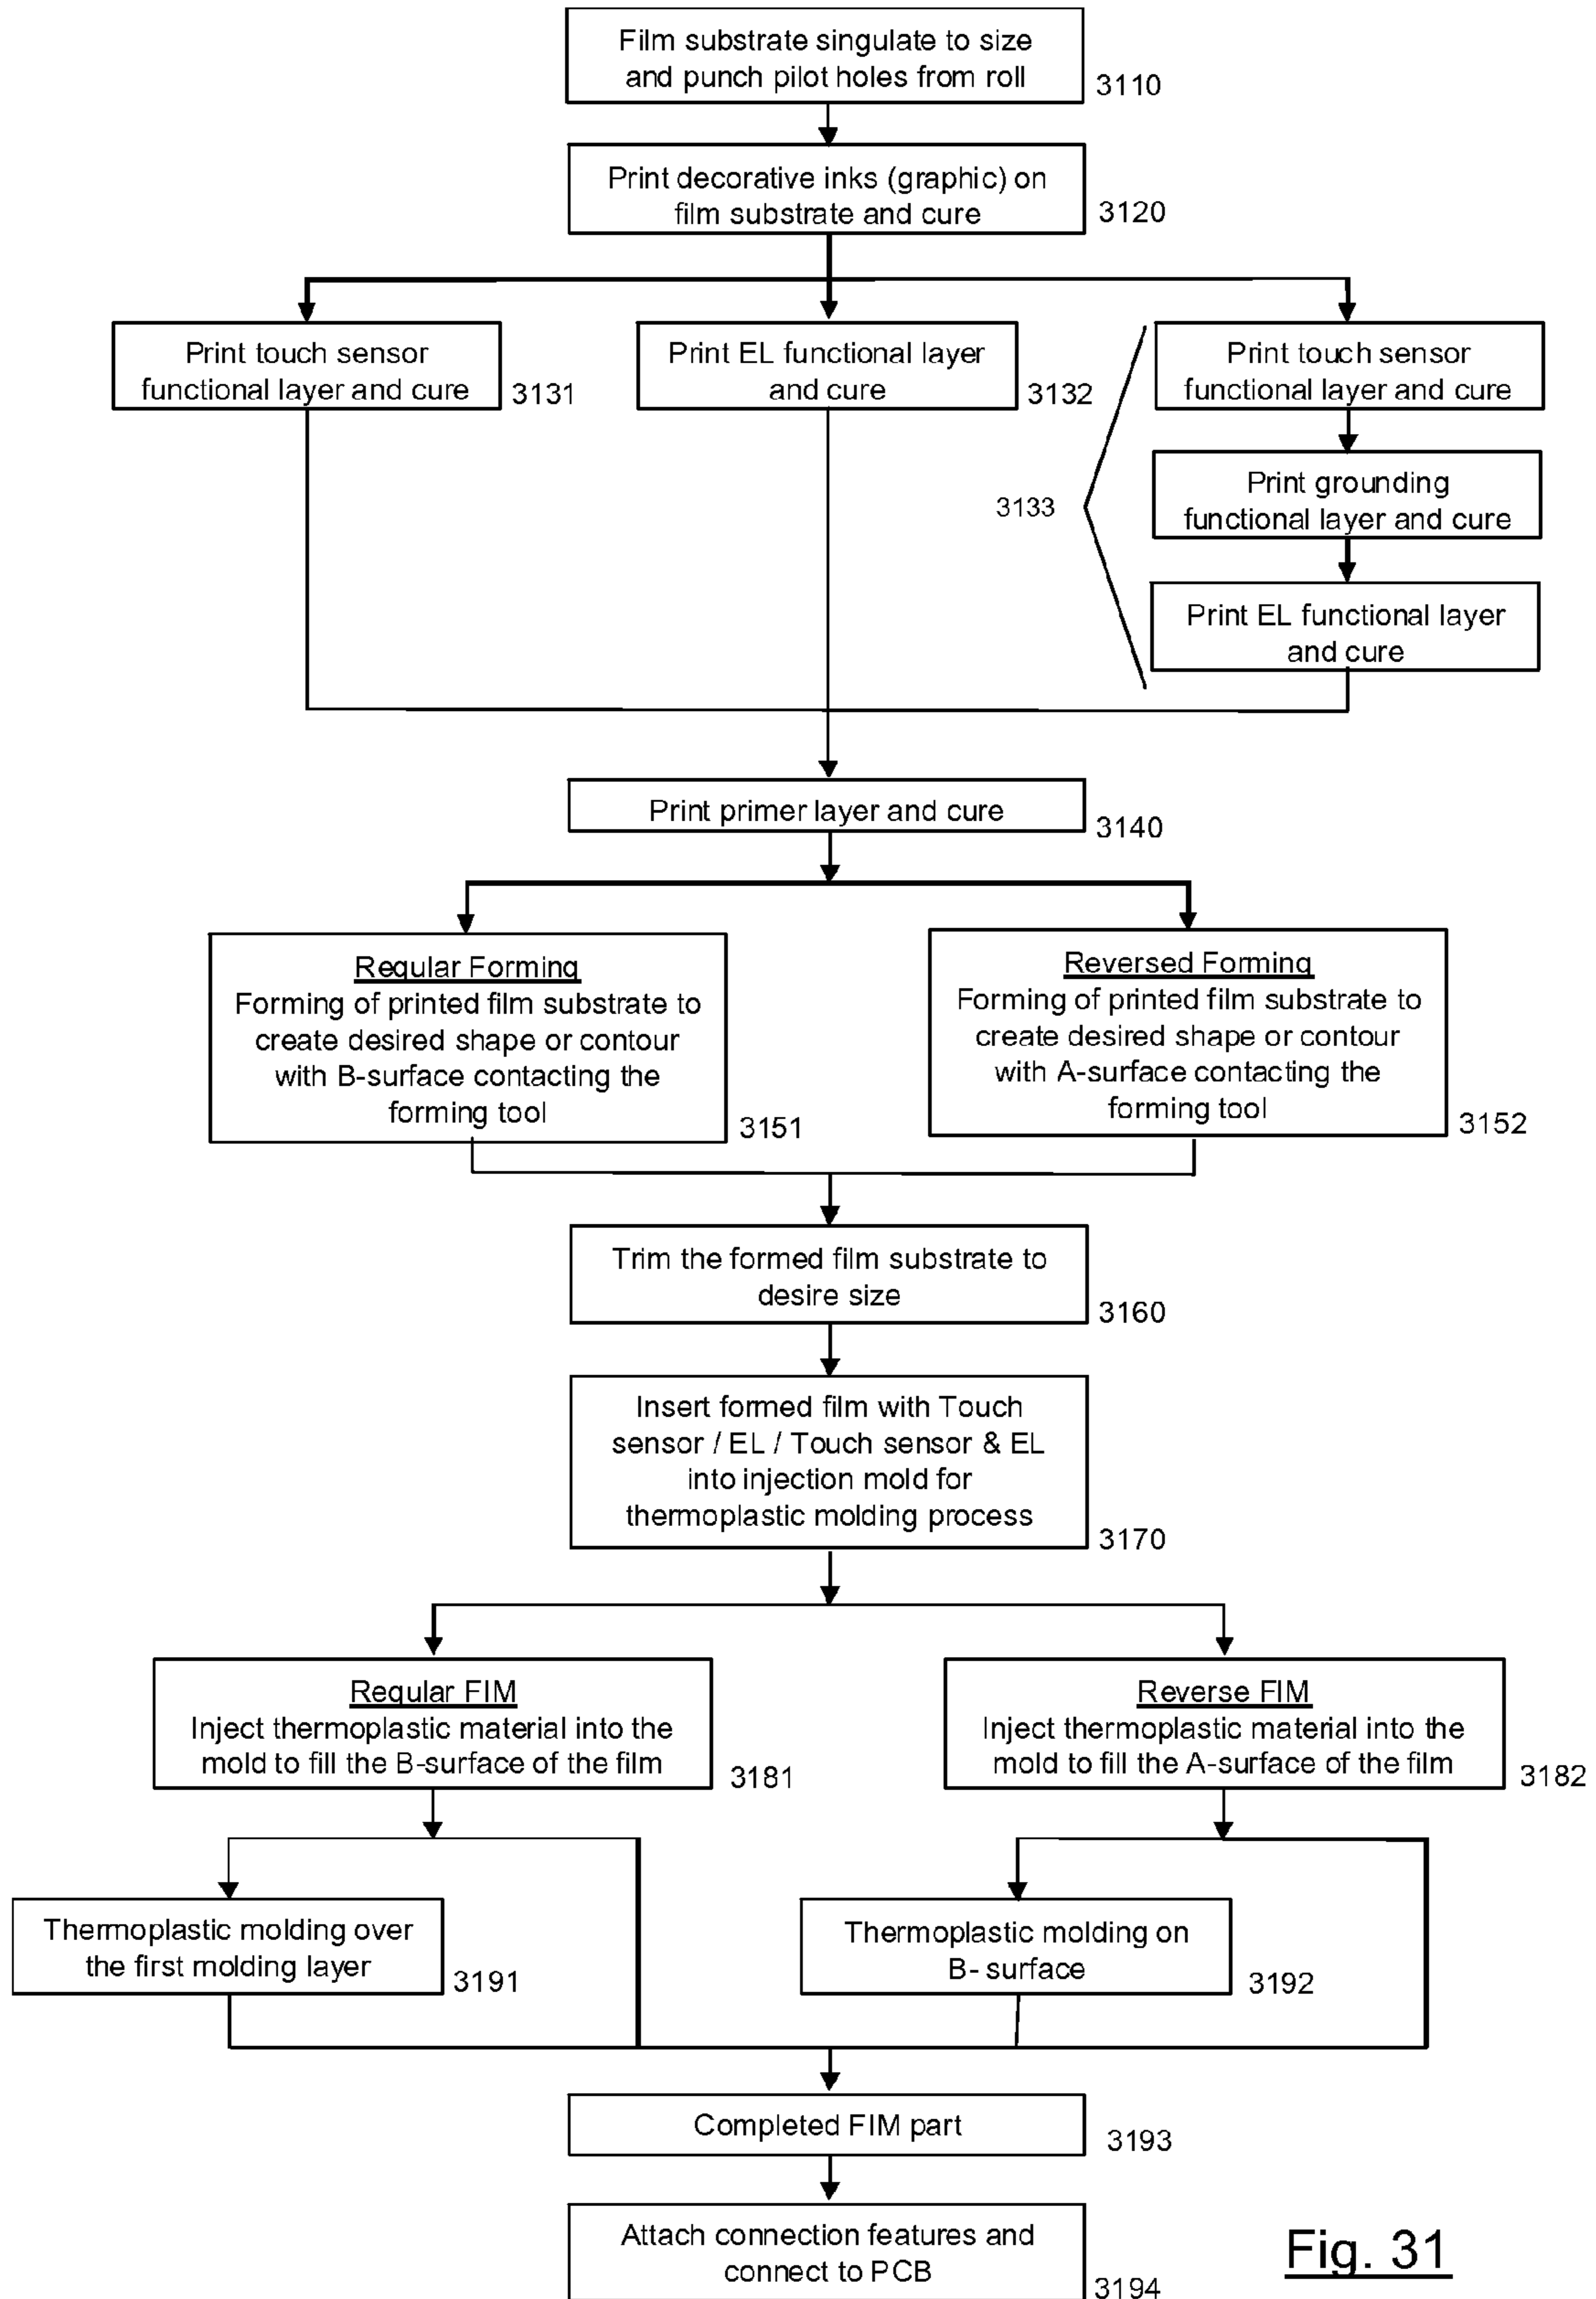 Film substrate singulate to size
and punch pilot holes from roll
3110
Print decorative inks (graphic) on
film substrate and cure
3120
Print touch sensor
functional layer and cure
3131
Print EL functional layer
and cure
3132
Print touch sensor
functional layer and cure
Print grounding
functional layer and cure
3133
Print EL functional layer
and cure
Print primer layer and cure
3140
Regular Forming
Forming of printed film substrate to
create desired shape or contour
with B-surface contacting the
forming tool
3151
Reversed Forming
Forming of printed film substrate to
create desired shape or contour
with A-surface contacting the
forming tool
3152
Trim the formed film substrate to
desire size
3160
Insert formed film with Touch
sensor / EL / Touch sensor & EL
into injection mold for
thermoplastic molding process
3170
Regular FIM
Inject thermoplastic material into the
mold to fill the B-surface of the film
3181
Reverse FIM
Inject thermoplastic material into the
mold to fill the A-surface of the film
3182
Thermoplastic molding over
the first molding layer
3191
Thermoplastic molding on
B- surface
3192
Completed FIM part
3193
Attach connection features and
connect to PCB
3194
Fig. 31